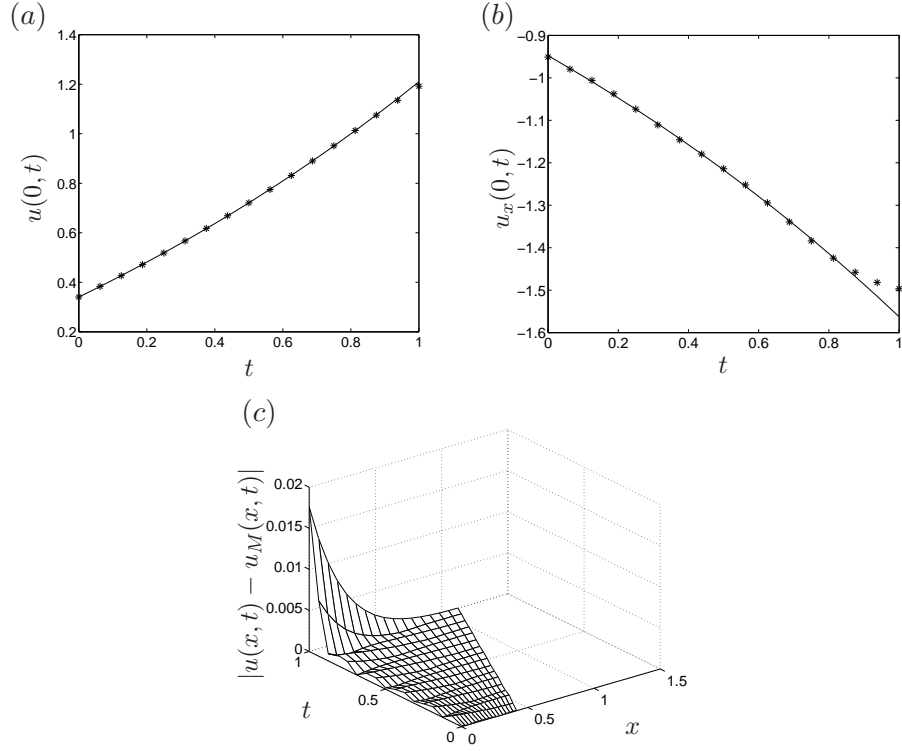 (a)
1.4
1.2
1
0.8
0.6
0.4
0.2
0 0.2 0.4 0.6 0.8 1
u(0, t)
t
(b)
−0.9
−1
−1.1
−1.2
−1.3
−1.4
−1.5
−1.6
0 0.2 0.4 0.6 0.8 1
u_x(0, t)
t
(c)
0.02
0.015
0.01
0.005
0
1
0.5
0
0
0.5
1
1.5
|u(x, t) − u_M(x, t)|
t
x